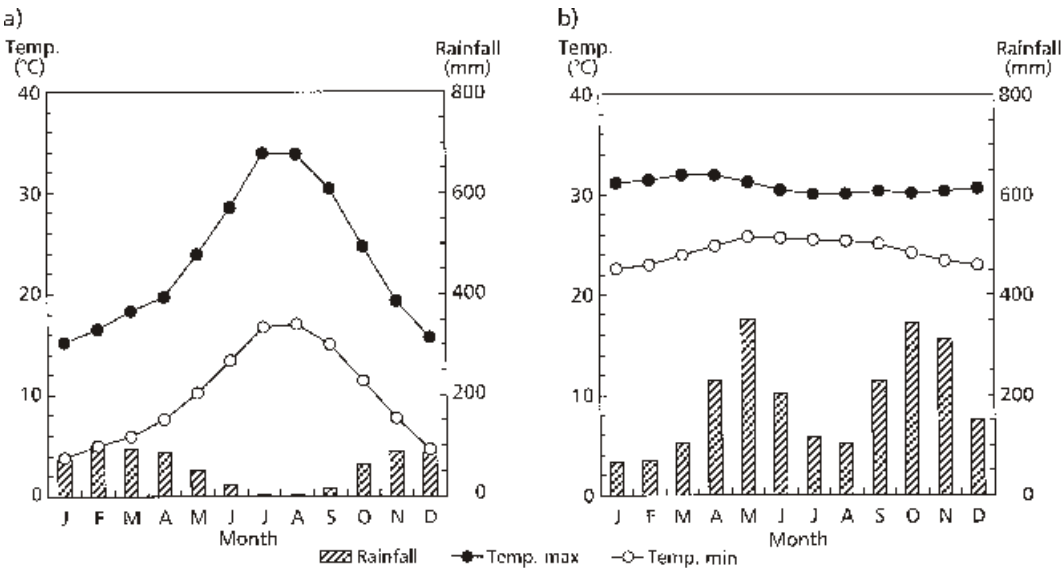 a)
Temp.
(°C)
Rainfall
(mm)
40
30
20
10
0
800
600
400
200
0
J F M A M J J A S O N D
Month
b)
Temp.
(°C)
Rainfall
(mm)
40
30
20
10
0
800
600
400
200
0
J F M A M J J A S O N D
Month
Rainfall Temp. max Temp. min